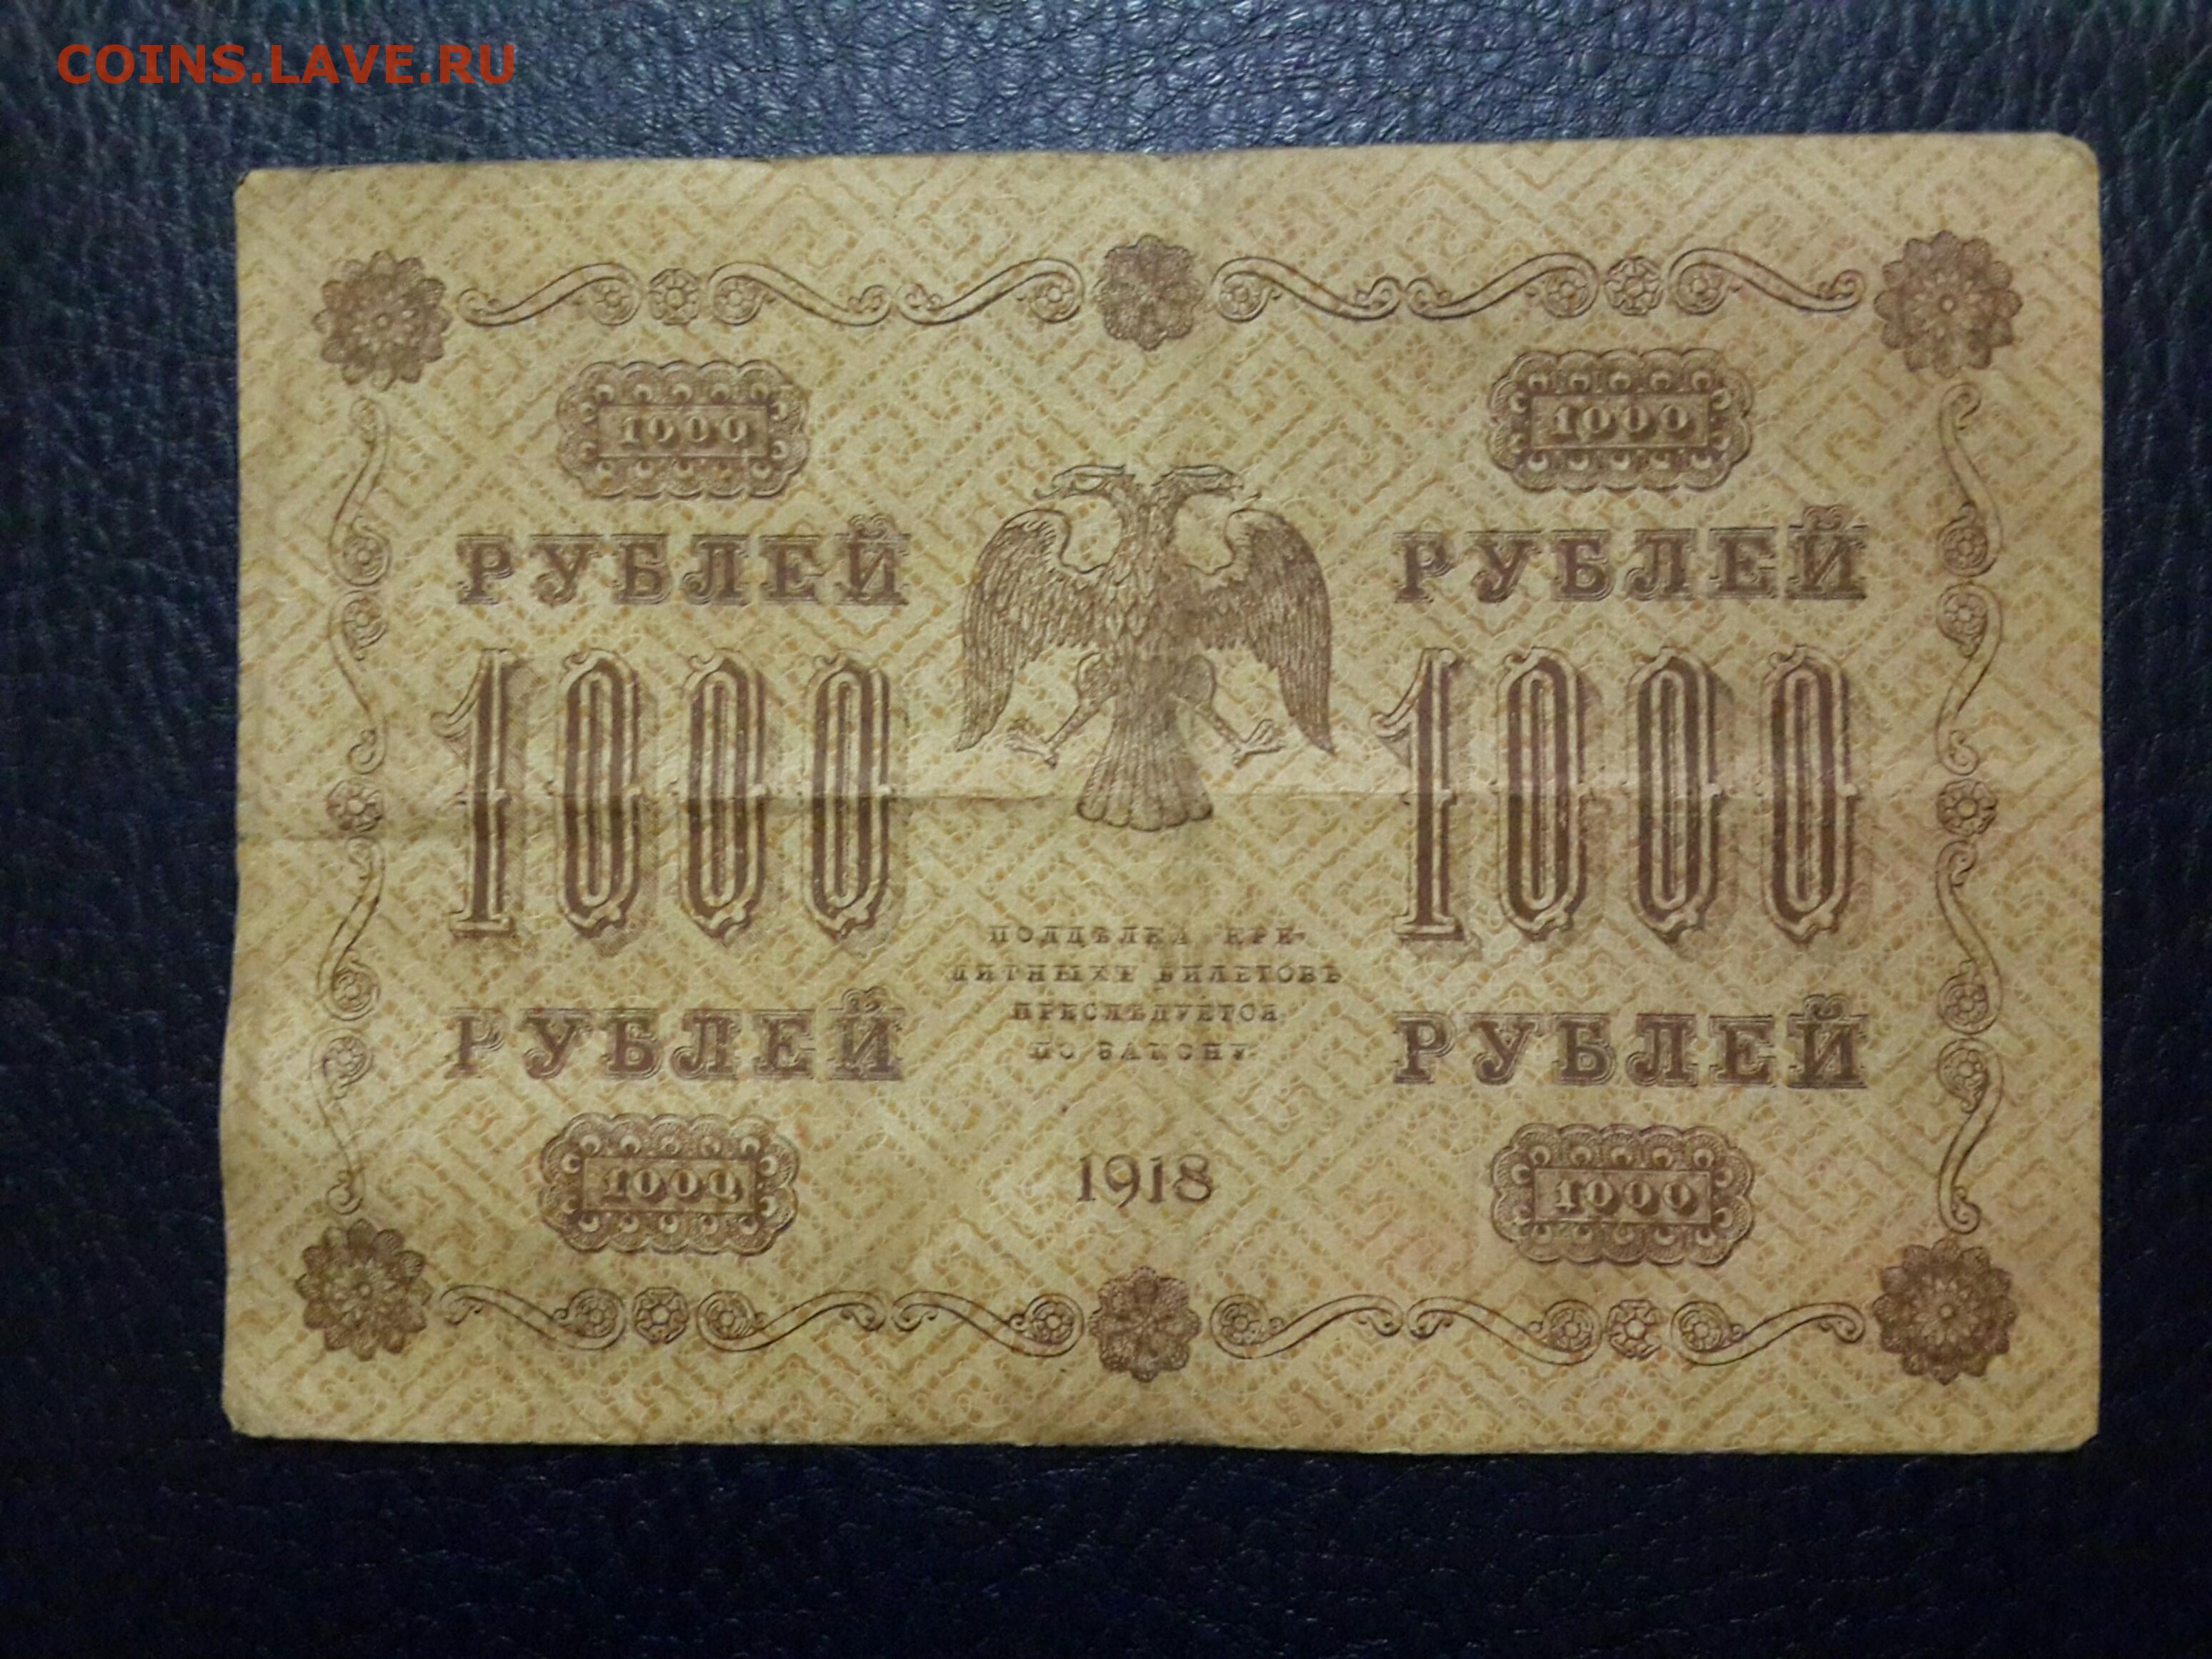 COINS.LAVE.RU
1000
1000
РУБЛЕЙ
РУБЛЕЙ
1000
1000
ПОДДѢЛКА КРЕ-
ДИТНЫХЪ БИЛЕТОВЪ
ПРЕСЛѢДУЕТСЯ
ПО ЗАКОНУ.
РУБЛЕЙ
РУБЛЕЙ
1000
1918
1000